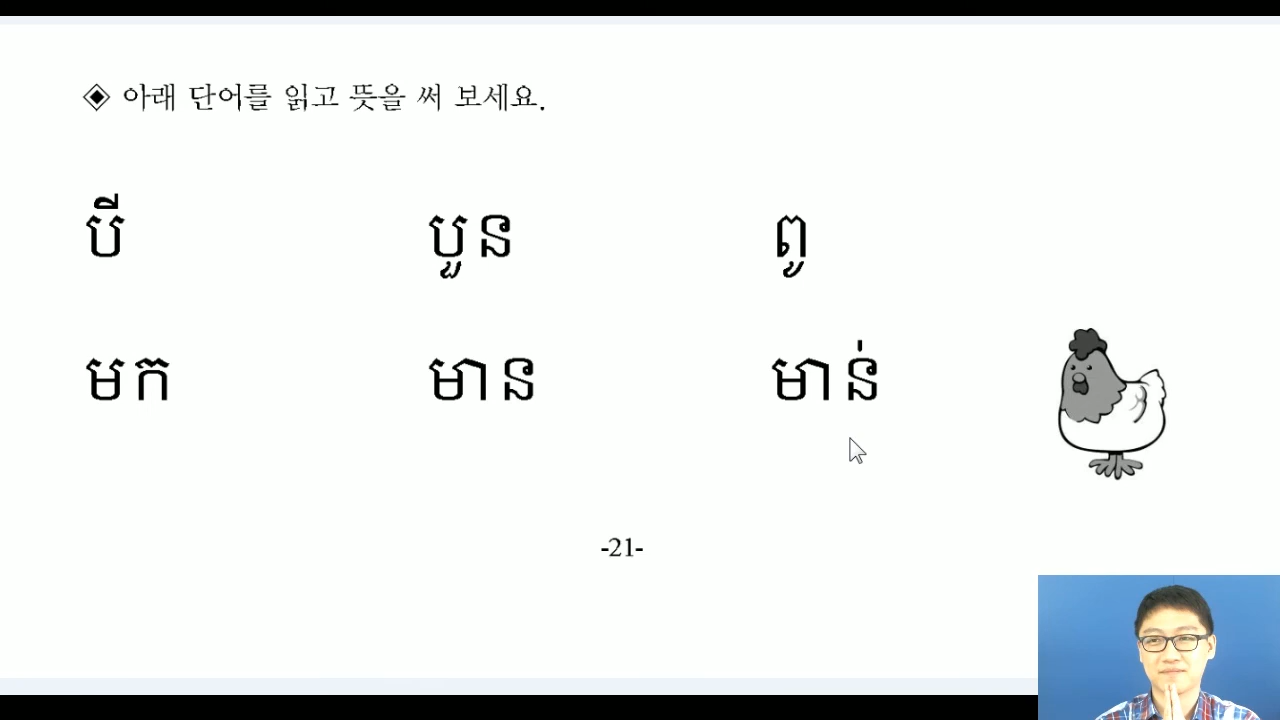 ◈ 아래 단어를 읽고 뜻을 써 보세요.
បី បួន ពូ
មក មាន មាន់
-21-